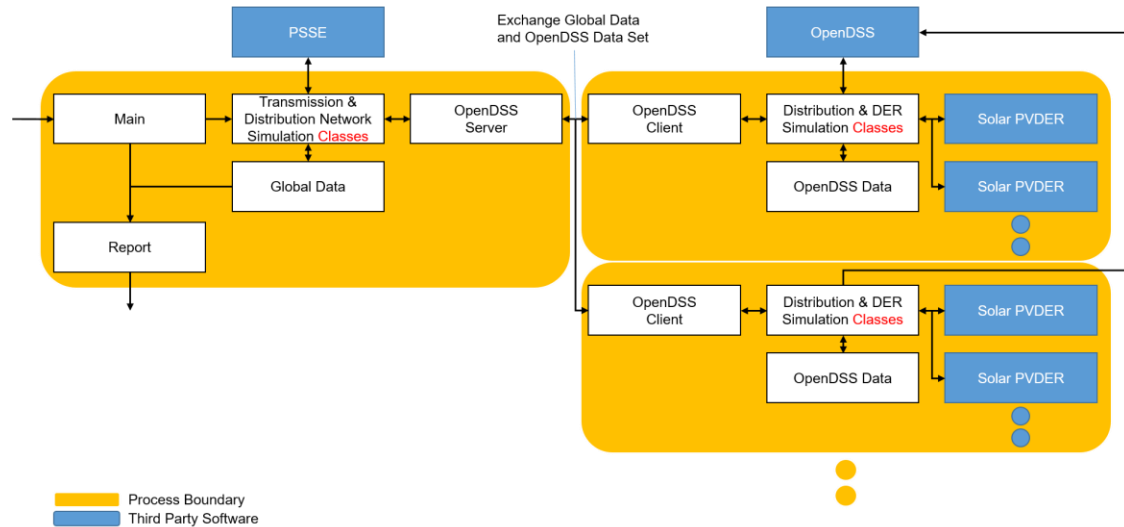 PSSE
Exchange Global Data
and OpenDSS Data Set
OpenDSS
Main
Transmission &
Distribution Network
Simulation Classes
OpenDSS
Server
OpenDSS
Client
Distribution & DER
Simulation Classes
Solar PVDER
Global Data
OpenDSS Data
Solar PVDER
Report
OpenDSS
Client
Distribution & DER
Simulation Classes
Solar PVDER
OpenDSS Data
Solar PVDER
Process Boundary
Third Party Software